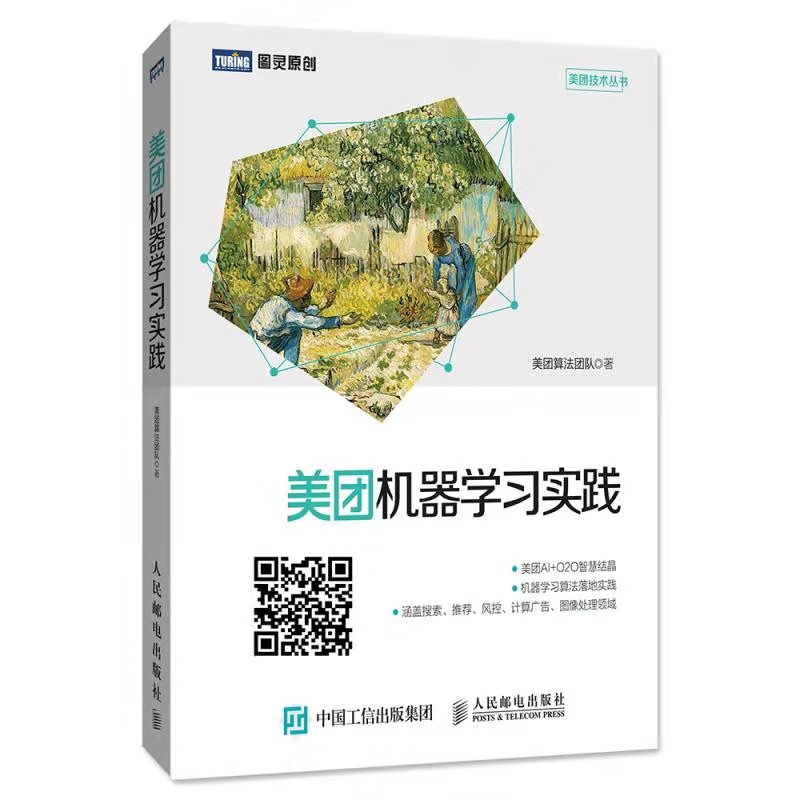 TURING 图灵原创
美团技术丛书
美团算法团队 著
美团机器学习实践
美团AI+O2O智慧结晶
机器学习算法落地实践
涵盖搜索、推荐、风控、计算广告、图像处理领域
中国工信出版集团
人民邮电出版社
POSTS & TELECOM PRESS
美团机器学习实践
美团算法团队 著
人民邮电出版社